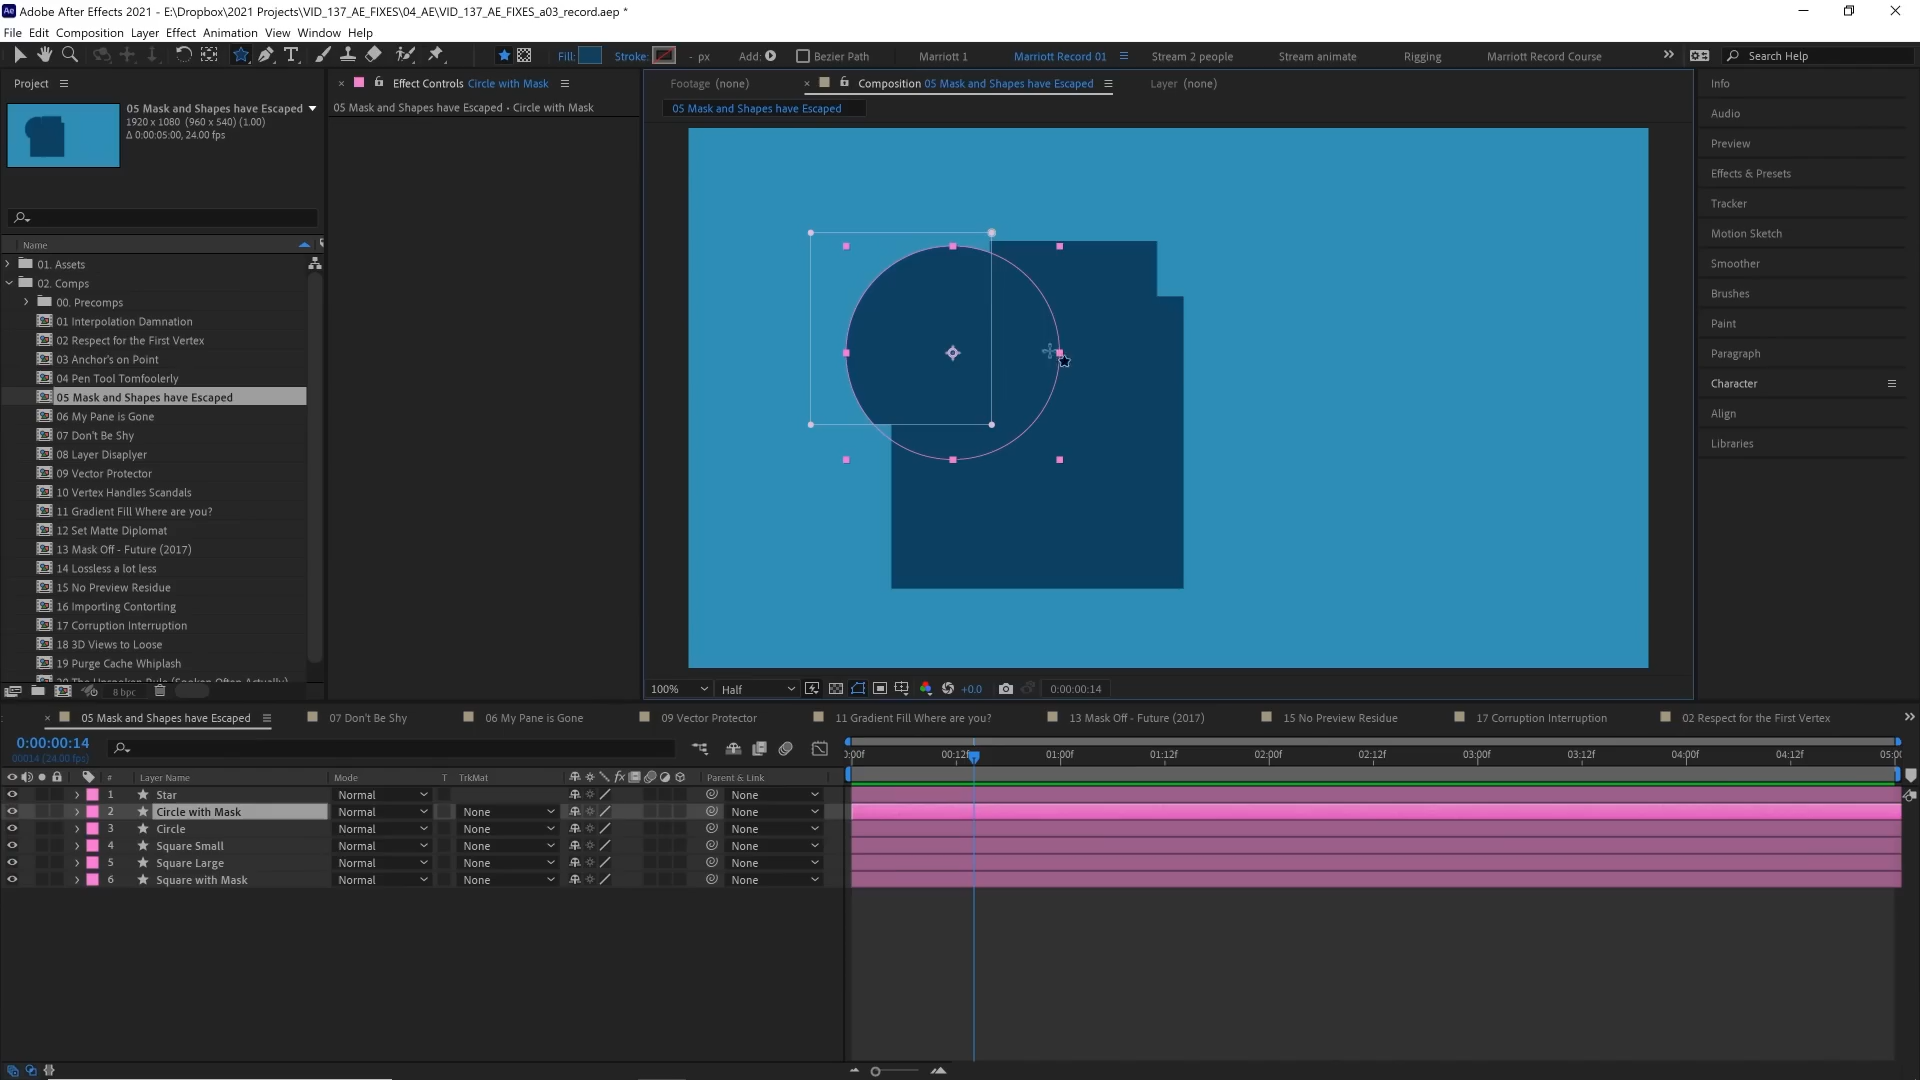 Adobe After Effects 2021 - E:\Dropbox\2021 Projects\VID_137_AE_FIXES\04_AE\VID_137_AE_FIXES_a03_record.aep *
File Edit Composition Layer Effect Animation View Window Help
Fill: Stroke: - px Add: Bezier Path Marriott 1 Marriott Record 01 Stream 2 people Stream animate Rigging Marriott Record Course Search Help
Project
Effect Controls Circle with Mask
Footage (none)
Composition 05 Mask and Shapes have Escaped
Layer (none)
05 Mask and Shapes have Escaped
1920 x 1080 (960 x 540) (1.00)
Δ 0:00:05:00, 24.00 fps
05 Mask and Shapes have Escaped • Circle with Mask
05 Mask and Shapes have Escaped
Name
01. Assets
02. Comps
00. Precomps
01 Interpolation Damnation
02 Respect for the First Vertex
03 Anchor's on Point
04 Pen Tool Tomfoolerly
05 Mask and Shapes have Escaped
06 My Pane is Gone
07 Don't Be Shy
08 Layer Disaplyer
09 Vector Protector
10 Vertex Handles Scandals
11 Gradient Fill Where are you?
12 Set Matte Diplomat
13 Mask Off - Future (2017)
14 Lossless a lot less
15 No Preview Residue
16 Importing Contorting
17 Corruption Interruption
18 3D Views to Loose
19 Purge Cache Whiplash
20 The Unspoken Rule (Spoken Often Actually)
8 bpc
Info
Audio
Preview
Effects & Presets
Tracker
Motion Sketch
Smoother
Brushes
Paint
Paragraph
Character
Align
Libraries
100% Half +0.0 0:00:00:14
05 Mask and Shapes have Escaped 07 Don't Be Shy 06 My Pane is Gone 09 Vector Protector 11 Gradient Fill Where are you? 13 Mask Off - Future (2017) 15 No Preview Residue 17 Corruption Interruption 02 Respect for the First Vertex
0:00:00:14
00014 (24.00 fps)
:00f 00:12f 01:00f 01:12f 02:00f 02:12f 03:00f 03:12f 04:00f 04:12f 05:00
# Layer Name Mode T TrkMat fx Parent & Link
1 Star Normal None
2 Circle with Mask Normal None None
3 Circle Normal None None
4 Square Small Normal None None
5 Square Large Normal None None
6 Square with Mask Normal None None